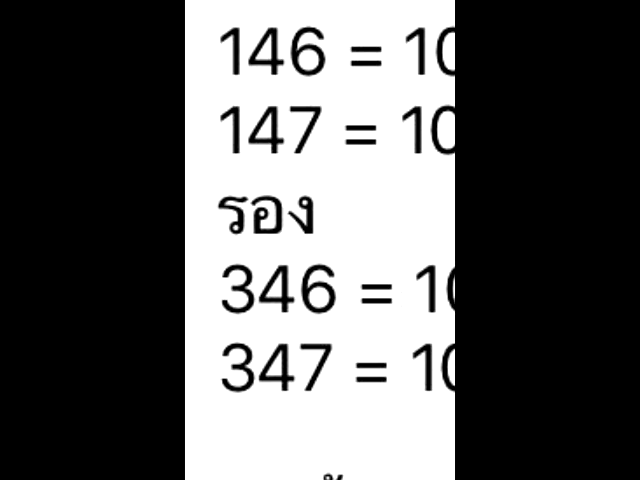 146 = 10
147 = 10
รอง
346 = 10
347 = 10